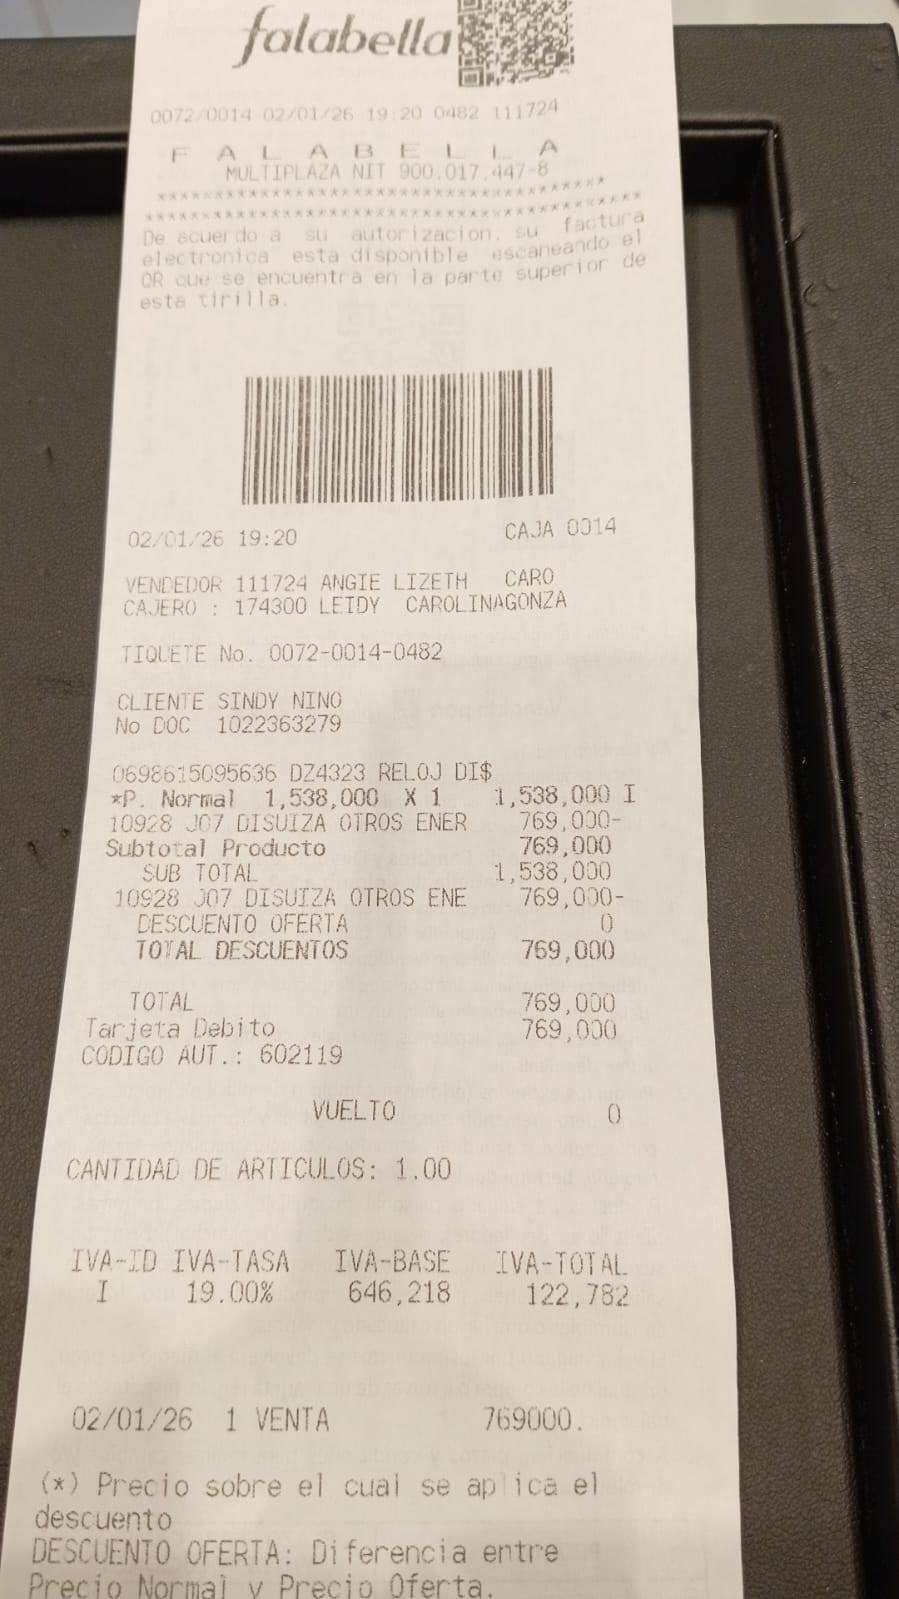 falabella
0072/0014 02/01/26 19:20 0482 111724
F A L A B E L L A
MULTIPLAZA NIT 900.017.447-8
****************************************
********************************************
De acuerdo a su autorizacion. su factura
electronica esta disponible escaneando el
QR que se encuentra en la parte superior de
esta tirilla.
02/01/26 19:20 CAJA 0014
VENDEDOR 111724 ANGIE LIZETH CARO
CAJERO : 174300 LEIDY CAROLINAGONZA
TIQUETE No. 0072-0014-0482
CLIENTE SINDY NINO
No DOC 1022363279
0698615095636 DZ4323 RELOJ DI$
*P. Normal 1,538,000 X 1 1,538,000 I
10928 J07 DISUIZA OTROS ENER 769,000-
Subtotal Producto 769,000
SUB TOTAL 1,538,000
10928 J07 DISUIZA OTROS ENE 769,000-
DESCUENTO OFERTA 0
TOTAL DESCUENTOS 769,000
TOTAL 769,000
Tarjeta Debito 769,000
CODIGO AUT.: 602119
VUELTO 0
CANTIDAD DE ARTICULOS: 1.00
IVA-ID IVA-TASA IVA-BASE IVA-TOTAL
I 19.00% 646,218 122,782
02/01/26 1 VENTA 769000.
(*) Precio sobre el cual se aplica el
descuento
DESCUENTO OFERTA: Diferencia entre
Precio Normal y Precio Oferta.